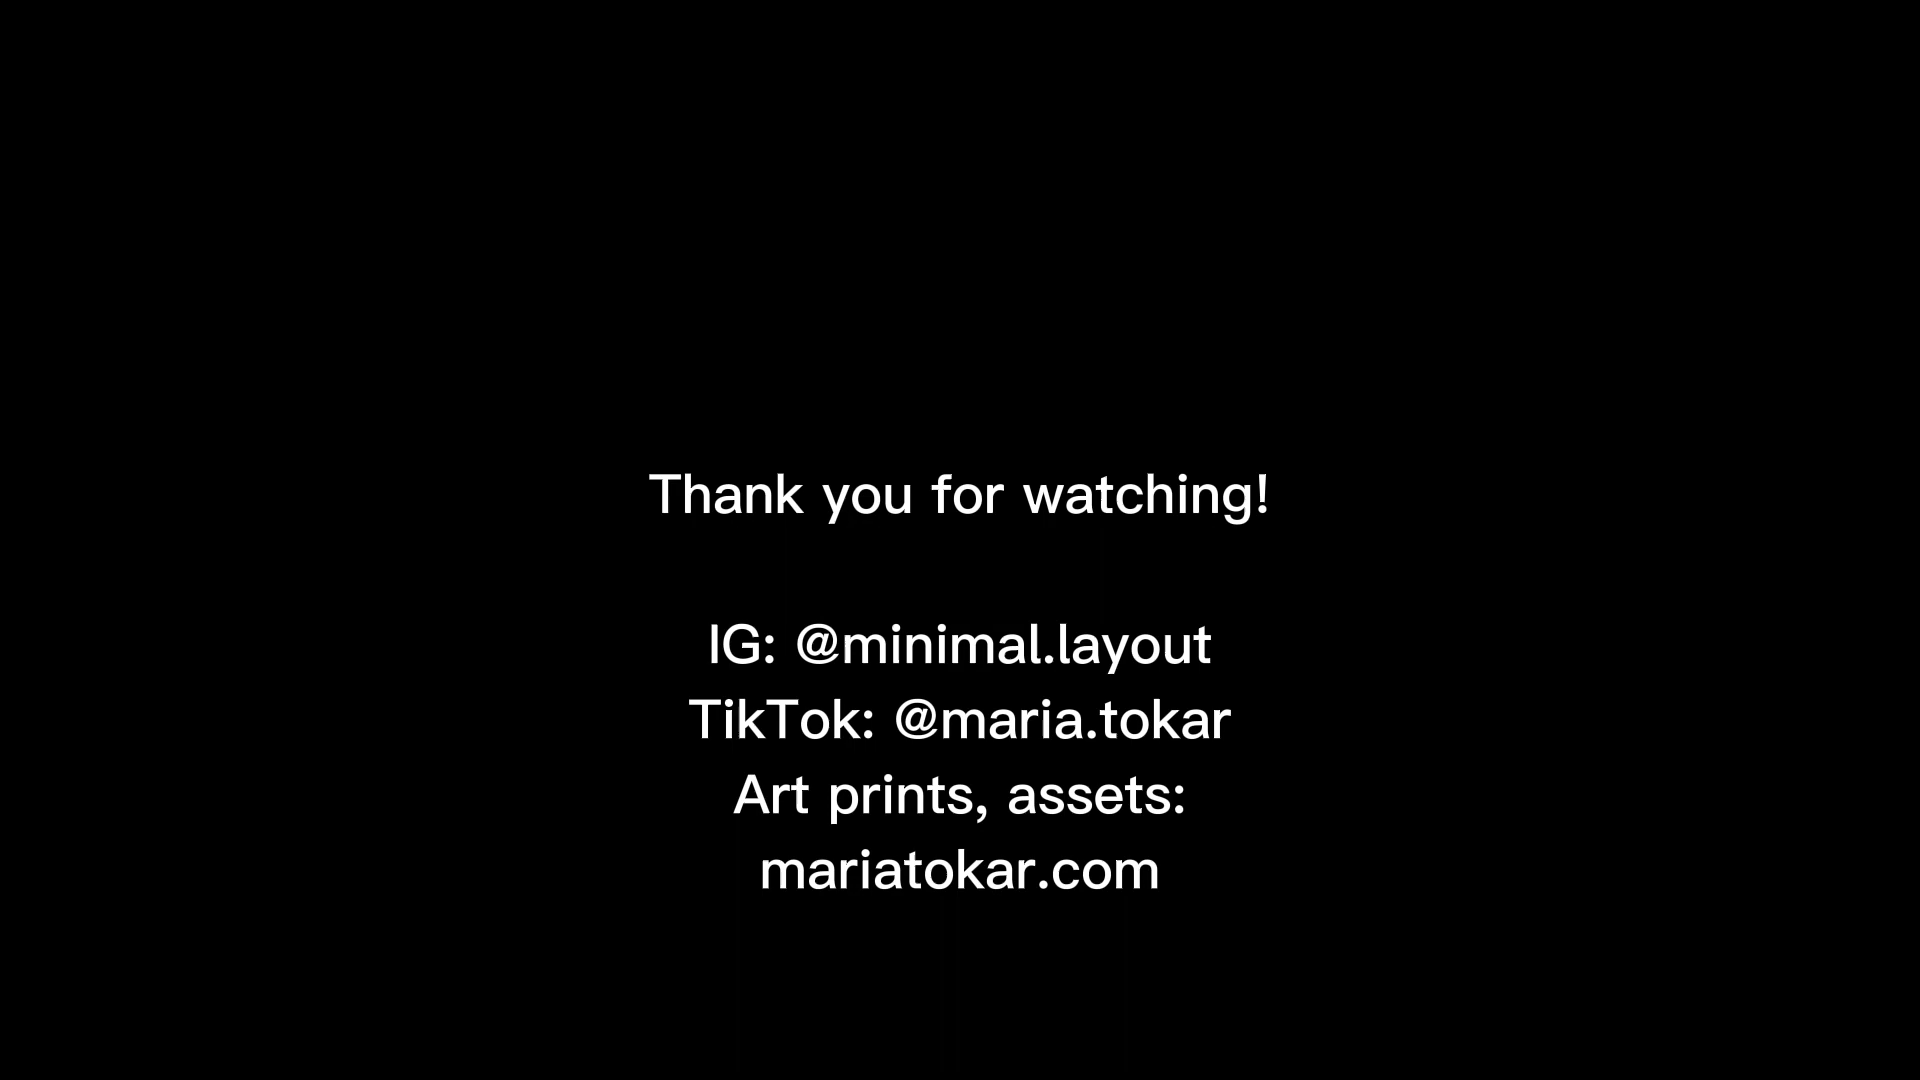 Thank you for watching!
IG: @minimal.layout
TikTok: @maria.tokar
Art prints, assets:
mariatokar.com